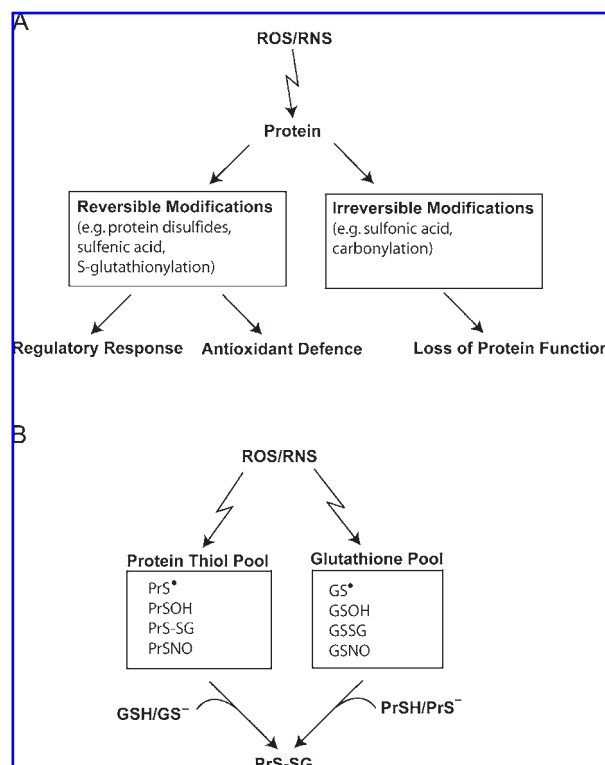 A
ROS/RNS
Protein
Reversible Modifications
(e.g. protein disulfides,
sulfenic acid,
S-glutathionylation)
Irreversible Modifications
(e.g. sulfonic acid,
carbonylation)
Regulatory Response
Antioxidant Defence
Loss of Protein Function
B
ROS/RNS
Protein Thiol Pool
PrS•
PrSOH
PrS-SG
PrSNO
Glutathione Pool
GS•
GSOH
GSSG
GSNO
GSH/GS⁻
PrSH/PrS⁻
PrS-SG